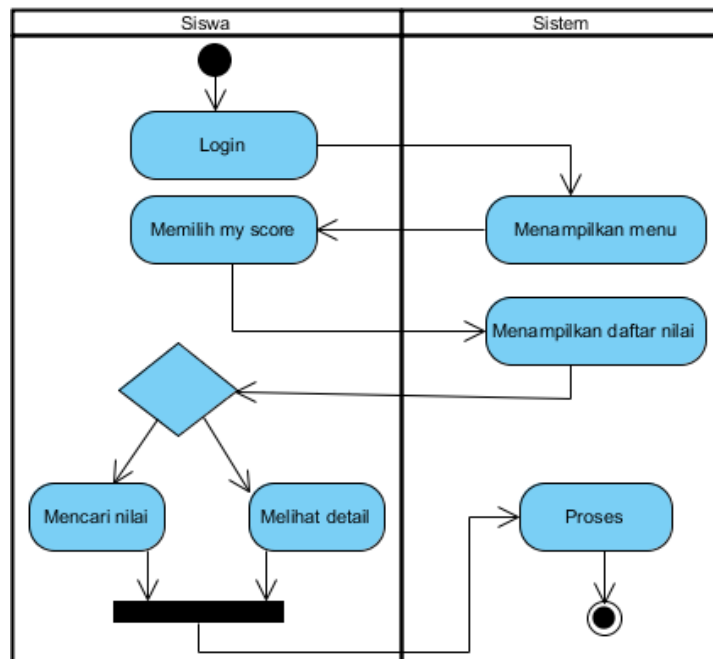 Siswa
Sistem
Login
Memilih my score
Menampilkan menu
Menampilkan daftar nilai
Mencari nilai
Melihat detail
Proses